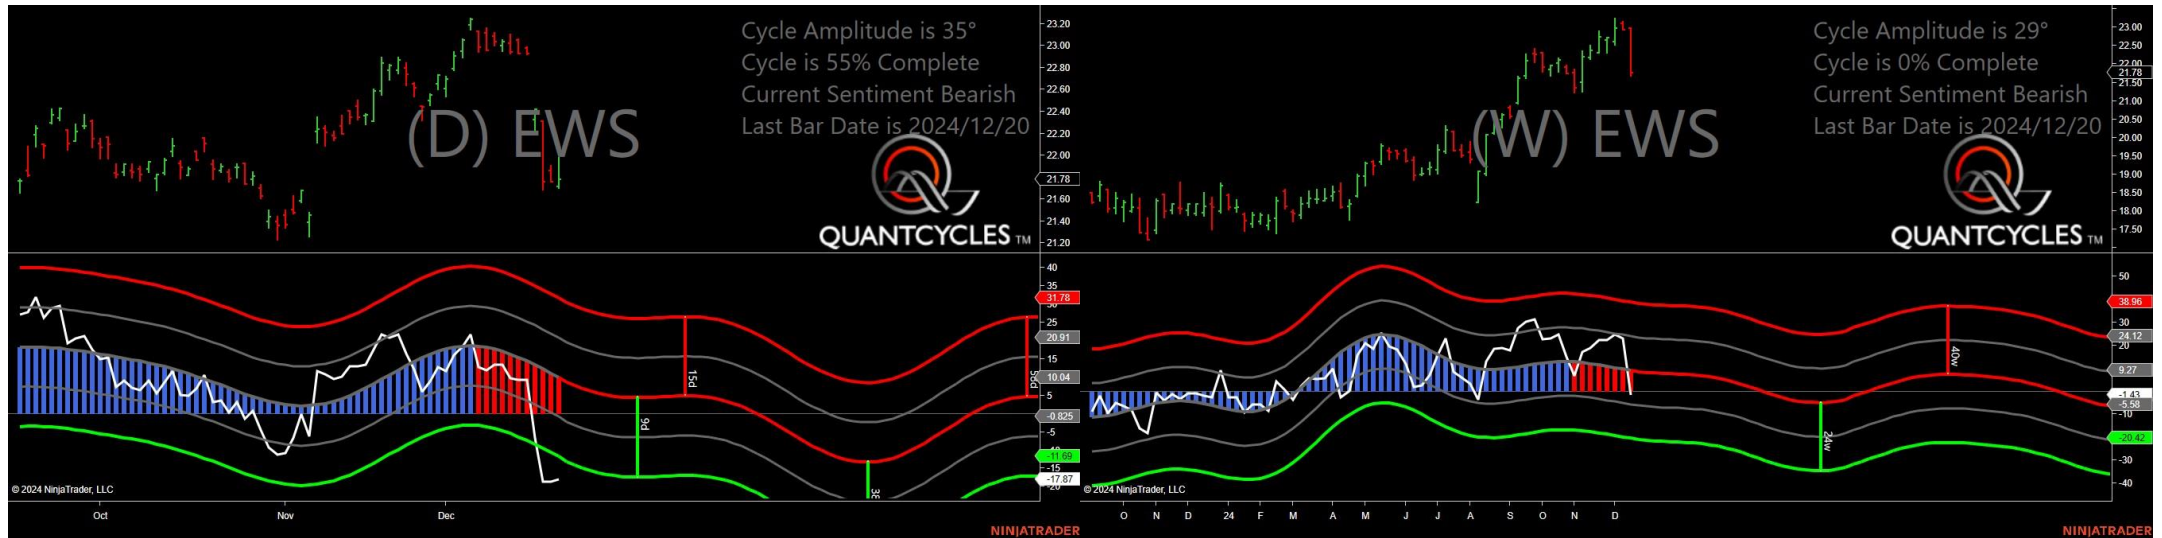 Cycle Amplitude is 35°
Cycle is 55% Complete
Current Sentiment Bearish
Last Bar Date is 2024/12/20
(D) EWS
QUANTCYCLES TM
23.20
23.00
22.80
22.60
22.40
22.20
22.00
21.78
21.60
21.40
21.20
40
35
31.78
25
20.91
15
10.04
5
-0.825
-5
-11.69
-15
-17.87
-20
15d
9d
© 2024 NinjaTrader, LLC
Oct
Nov
Dec
NINJATRADER
Cycle Amplitude is 29°
Cycle is 0% Complete
Current Sentiment Bearish
Last Bar Date is 2024/12/20
(W) EWS
QUANTCYCLES TM
23.00
22.50
22.00
21.78
21.50
21.00
20.50
20.00
19.50
19.00
18.50
18.00
17.50
50
38.96
30
24.12
20
9.27
-1.43
-5.58
-10
-20.42
-30
-40
40w
24w
© 2024 NinjaTrader, LLC
O N D 24 F M A M J J A S O N D
NINJATRADER